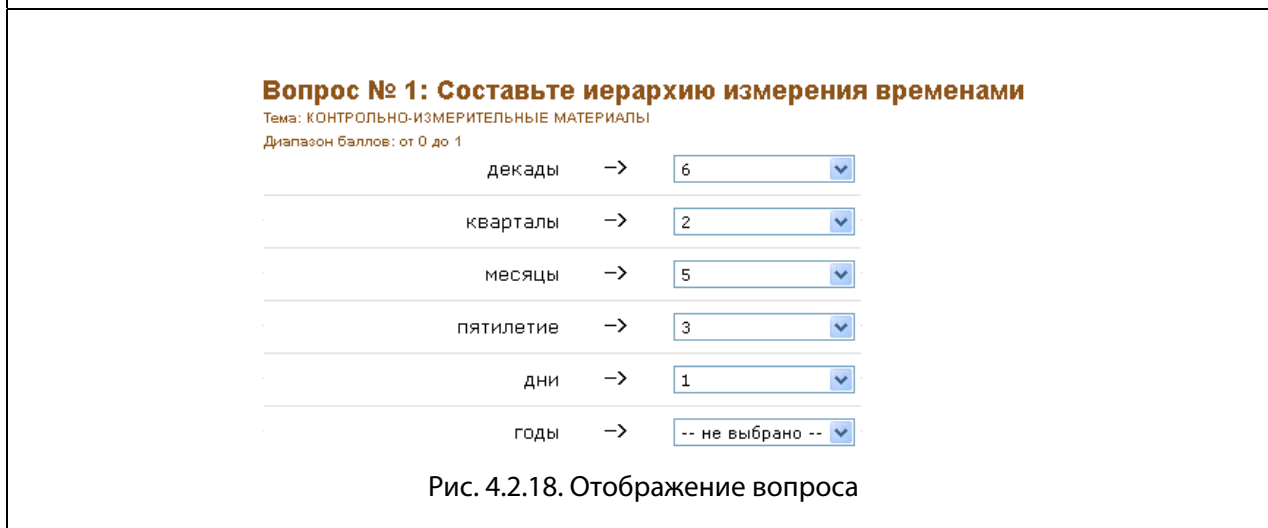 Вопрос № 1: Составьте иерархию измерения временами
Тема: КОНТРОЛЬНО-ИЗМЕРИТЕЛЬНЫЕ МАТЕРИАЛЫ
Диапазон баллов: от 0 до 1
декады –> 6
кварталы –> 2
месяцы –> 5
пятилетие –> 3
дни –> 1
годы –> -- не выбрано --
Рис. 4.2.18. Отображение вопроса